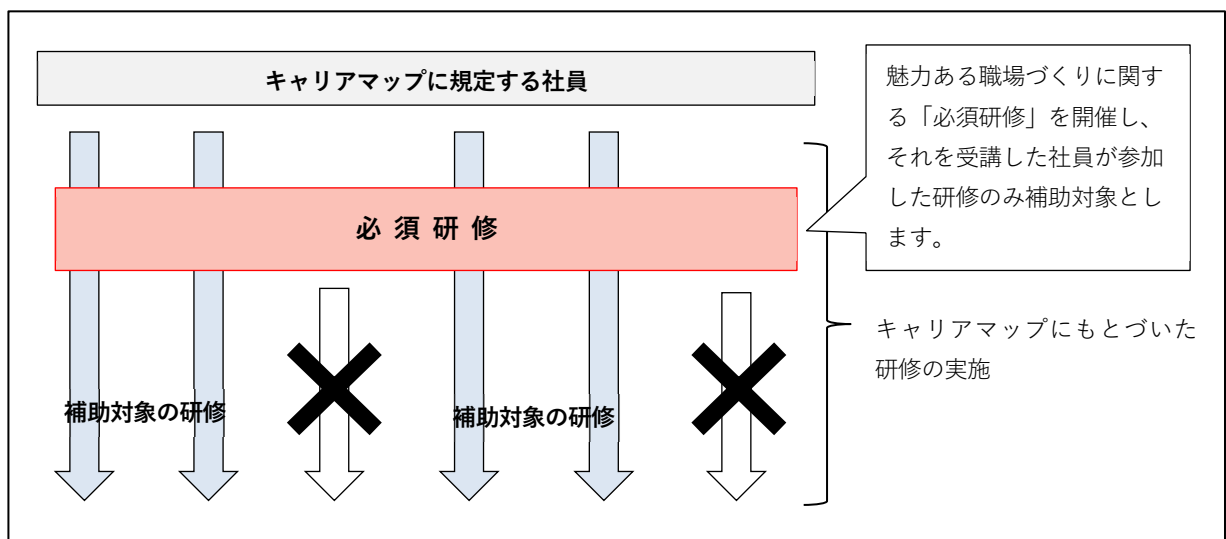 キャリアマップに規定する社員
魅力ある職場づくりに関す
る「必須研修」を開催し、
それを受講した社員が参加
した研修のみ補助対象とし
ます。
必 須 研 修
キャリアマップにもとづいた
研修の実施
補助対象の研修
補助対象の研修